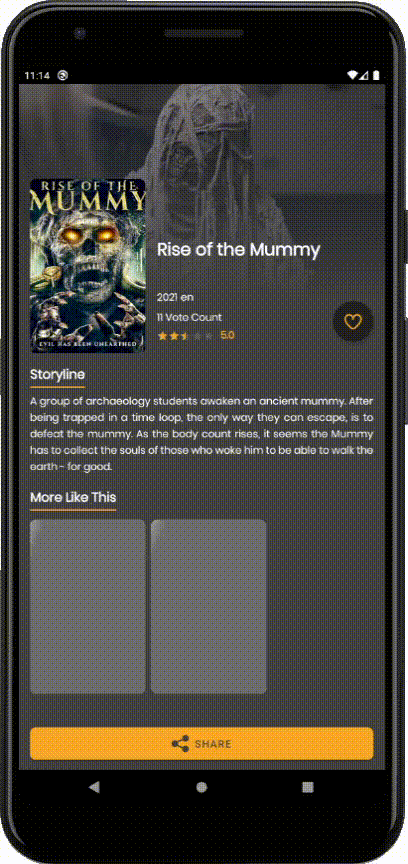 11:14
RISE OF THE
MUMMY
EVIL HAS BEEN UNEARTHED
Rise of the Mummy
2021 en
11 Voto Count
5.0
Storyline
A group of archaeology students awaken an ancient mummy. After
being trapped in a time loop, the only way they can escape, is to
defeat the mummy. As the body count rises, it seems the Mummy
has to collect the souls of those who woke him to be able to walk the
earth - for good.
More Like This
SHARE